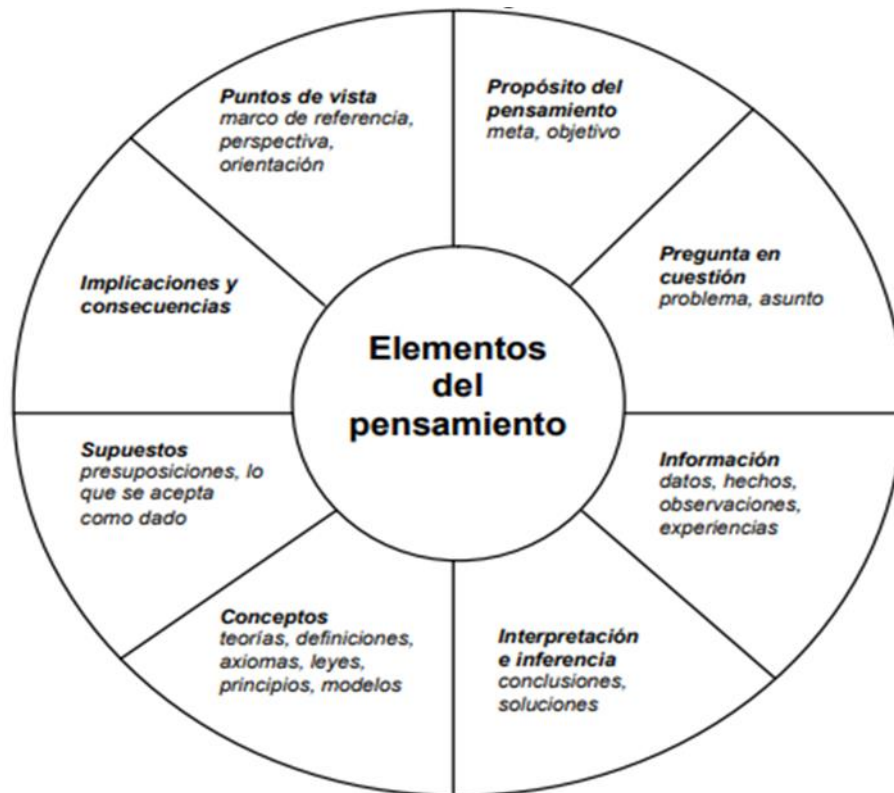 Puntos de vista
marco de referencia,
perspectiva,
orientación
Propósito del
pensamiento
meta, objetivo
Pregunta en
cuestión
problema, asunto
Implicaciones y
consecuencias
Elementos
del
pensamiento
Supuestos
presuposiciones, lo
que se acepta
como dado
Información
datos, hechos,
observaciones,
experiencias
Conceptos
teorías, definiciones,
axiomas, leyes,
principios, modelos
Interpretación
e inferencia
conclusiones,
soluciones